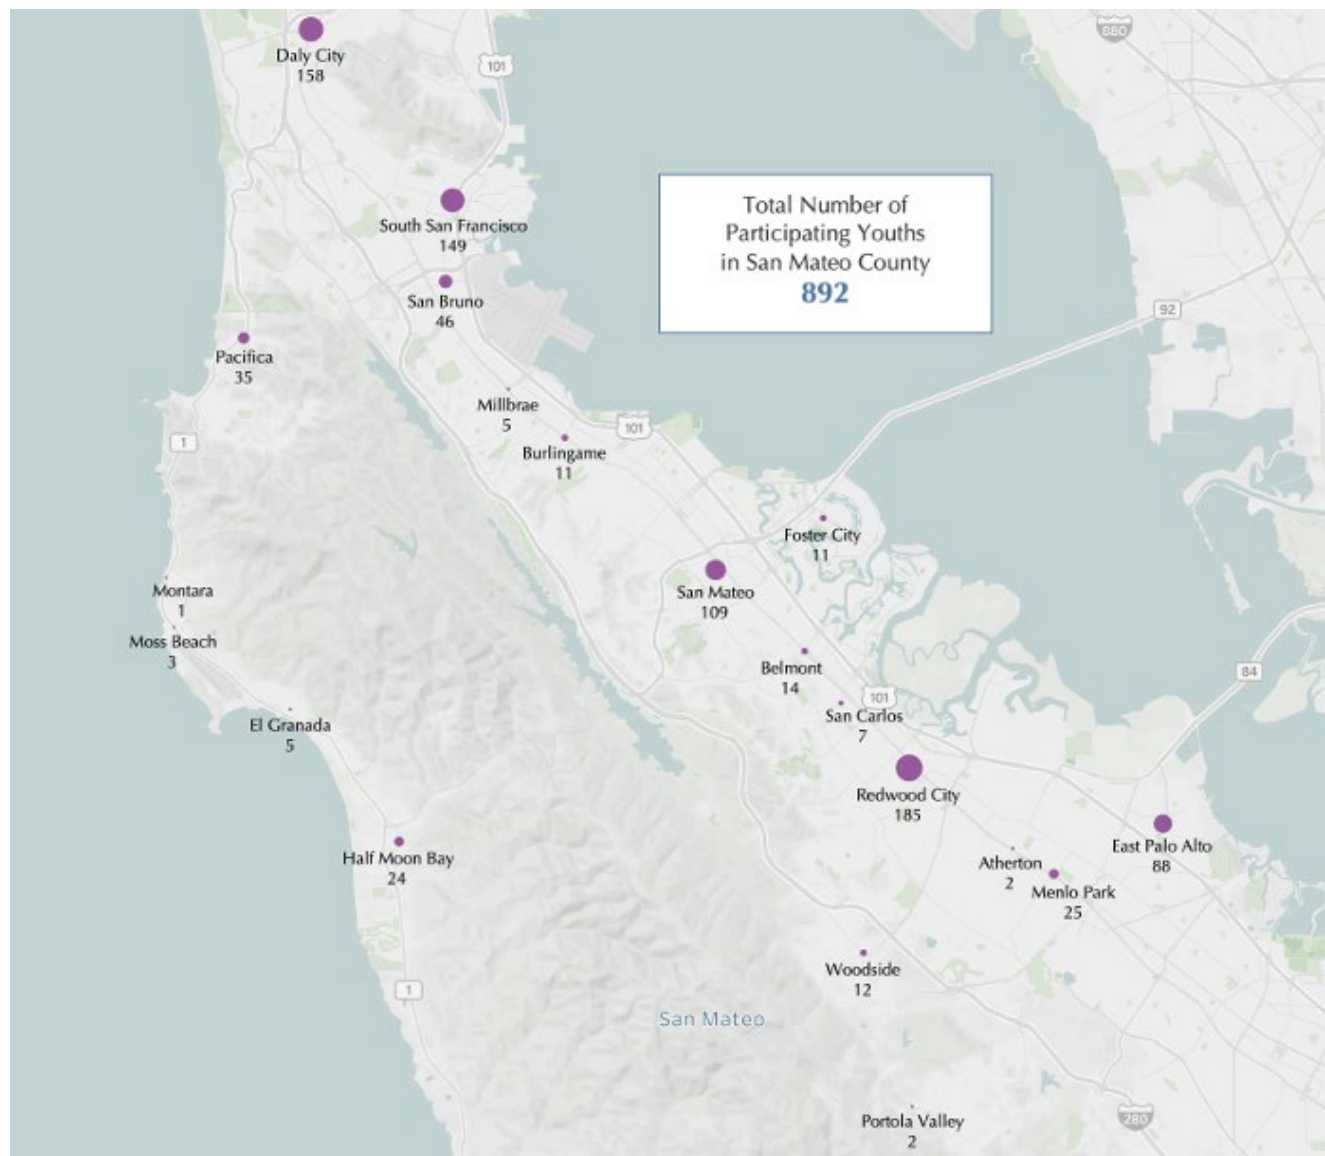 Daly City
158
101
880
South San Francisco
149
Total Number of
Participating Youths
in San Mateo County
892
San Bruno
46
92
Pacifica
35
Millbrae
5
101
1
Burlingame
11
Foster City
11
San Mateo
109
Montara
1
Moss Beach
3
Belmont
14
84
101
San Carlos
7
El Granada
5
Redwood City
185
East Palo Alto
88
Half Moon Bay
24
Atherton
2
Menlo Park
25
Woodside
12
1
San Mateo
280
Portola Valley
2